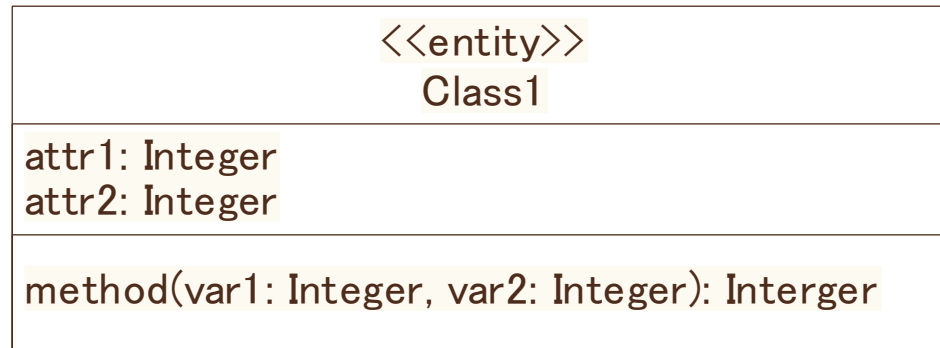 <<entity>>
Class1
attr1: Integer
attr2: Integer
method(var1: Integer, var2: Integer): Interger